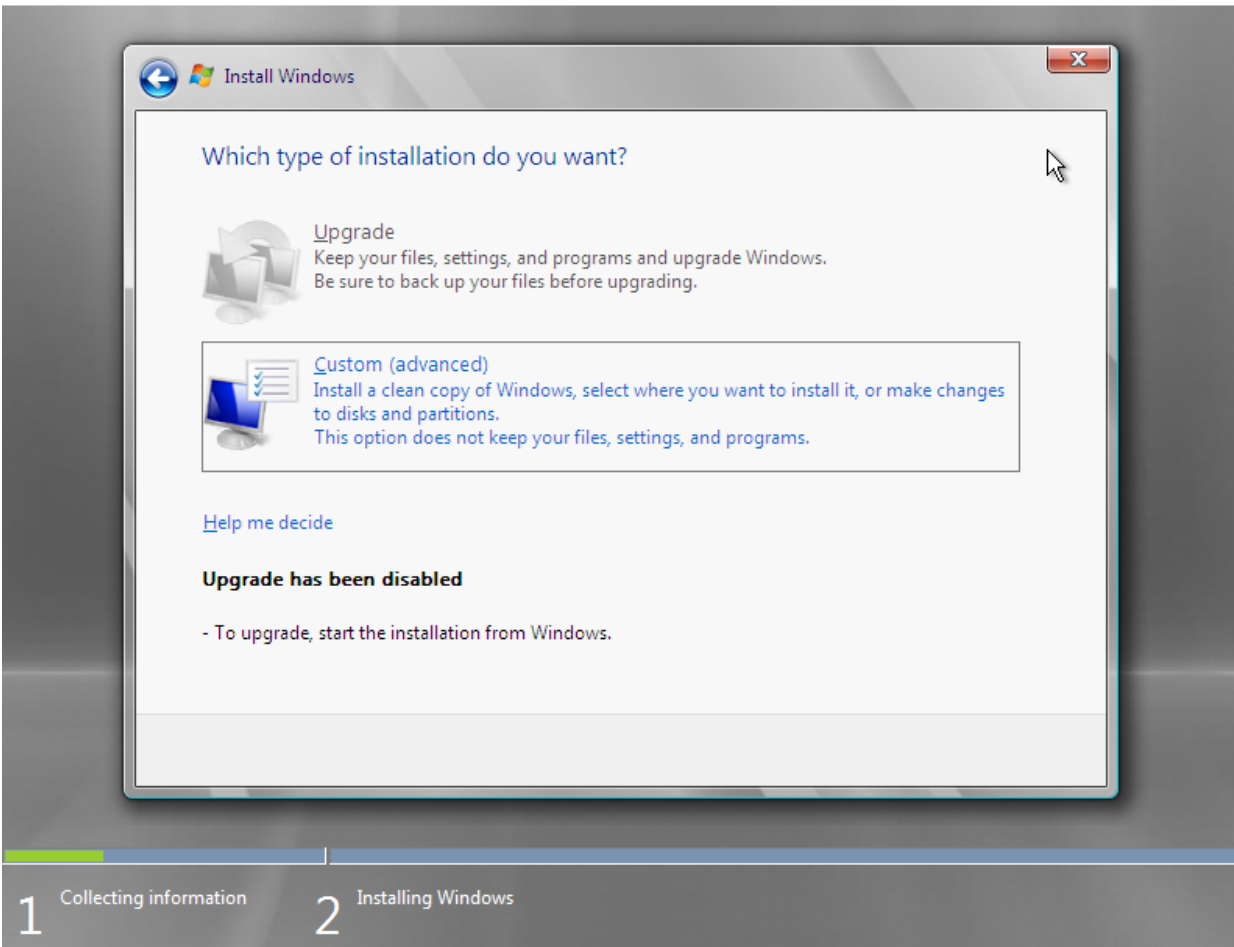 Install Windows
Which type of installation do you want?
Upgrade
Keep your files, settings, and programs and upgrade Windows.
Be sure to back up your files before upgrading.
Custom (advanced)
Install a clean copy of Windows, select where you want to install it, or make changes
to disks and partitions.
This option does not keep your files, settings, and programs.
Help me decide
Upgrade has been disabled
- To upgrade, start the installation from Windows.
1 Collecting information 2 Installing Windows